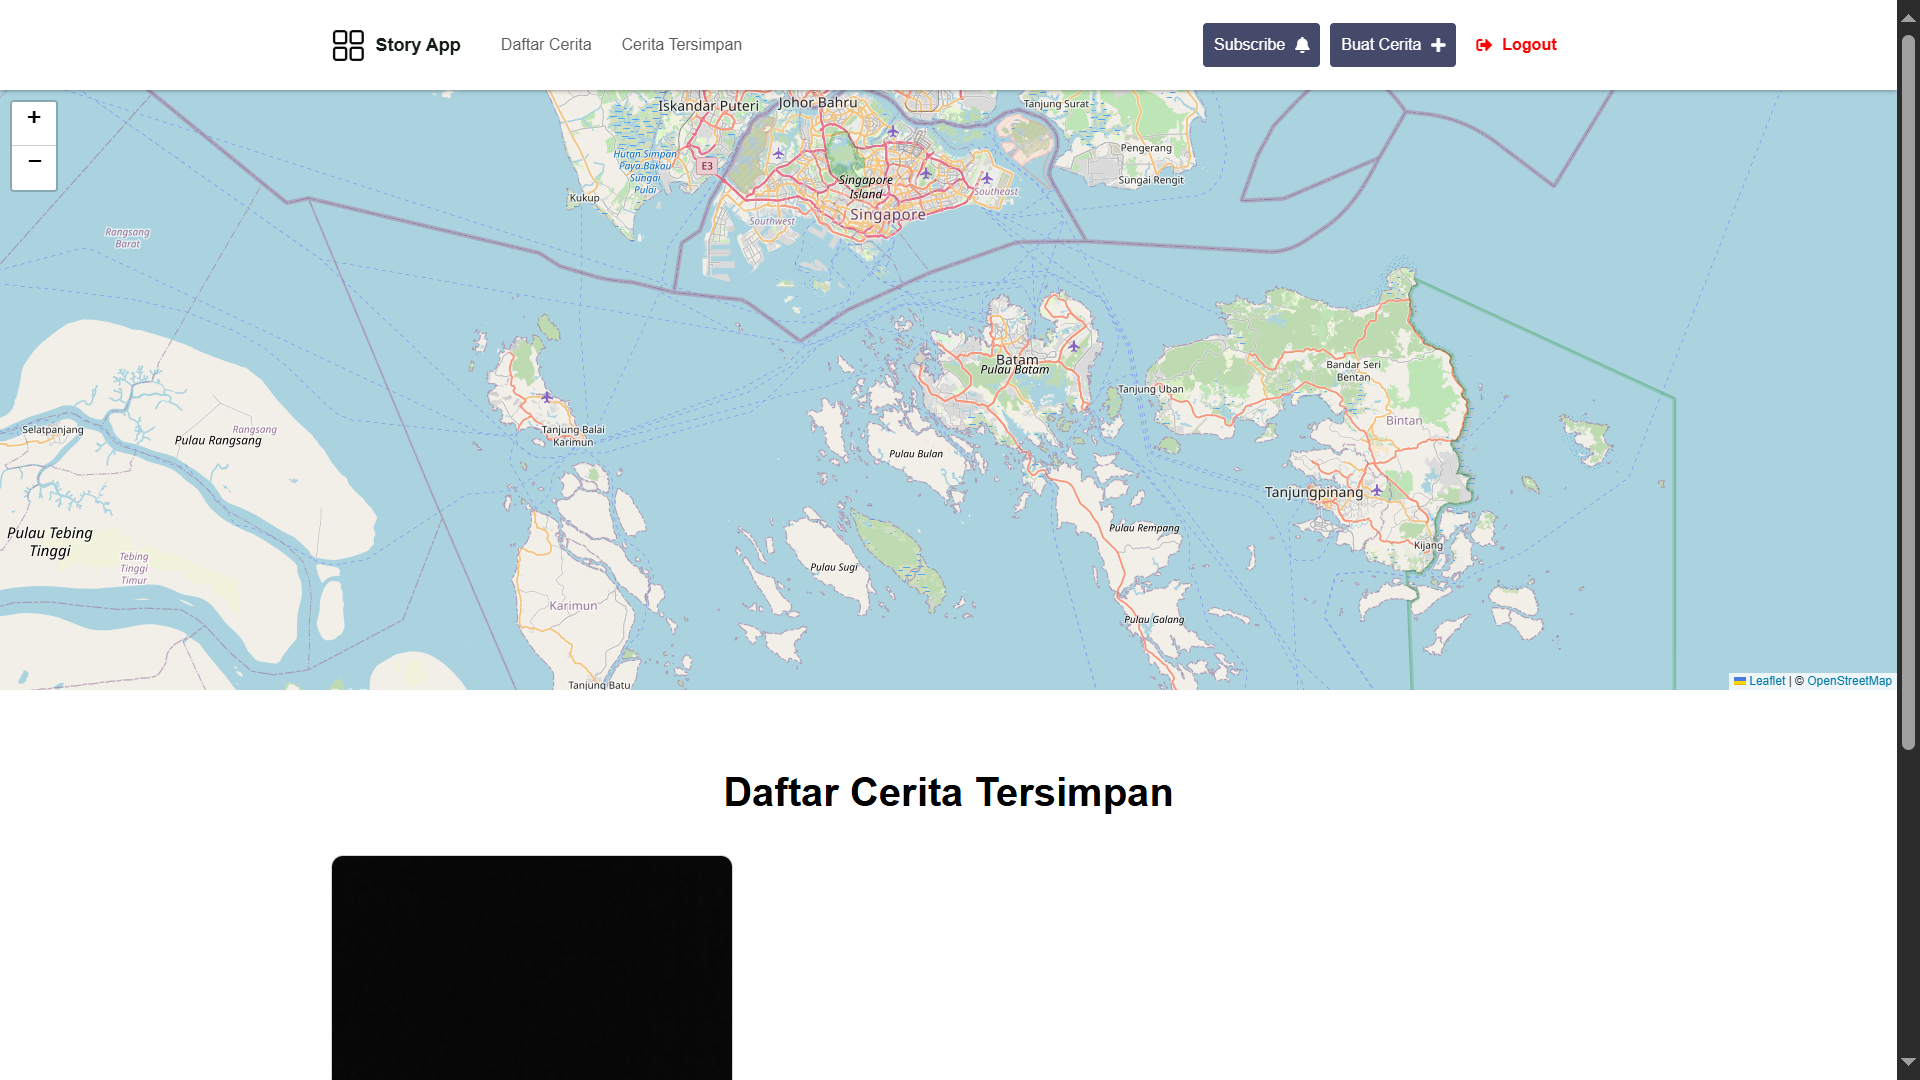 Story App
Daftar Cerita
Cerita Tersimpan
Subscribe
Buat Cerita
Logout
+
−
Iskandar Puteri
Johor Bahru
Tanjung Surat
Hutan Simpan
Paya Bakau
Sungai
Pulai
E3
Pengerang
Sungai Rengit
Kukup
Singapore
Island
Southeast
Singapore
Southwest
Rangsang
Barat
Batam
Pulau Batam
Bandar Seri
Bentan
Tanjung Uban
Bintan
Selatpanjang
Rangsang
Pulau Rangsang
Tanjung Balai
Karimun
Pulau Bulan
Tanjungpinang
Pulau Tebing
Tinggi
Tebing
Tinggi
Timur
Pulau Rempang
Kijang
Pulau Sugi
Karimun
Pulau Galang
Tanjung Batu
Leaflet | © OpenStreetMap
Daftar Cerita Tersimpan